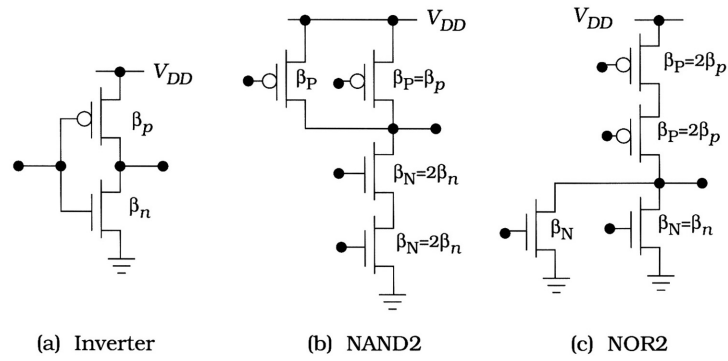 V_DD
β_p
β_n
(a) Inverter
V_DD
β_P
β_P=β_p
β_N=2β_n
β_N=2β_n
(b) NAND2
V_DD
β_P=2β_p
β_P=2β_p
β_N
β_N=β_n
(c) NOR2